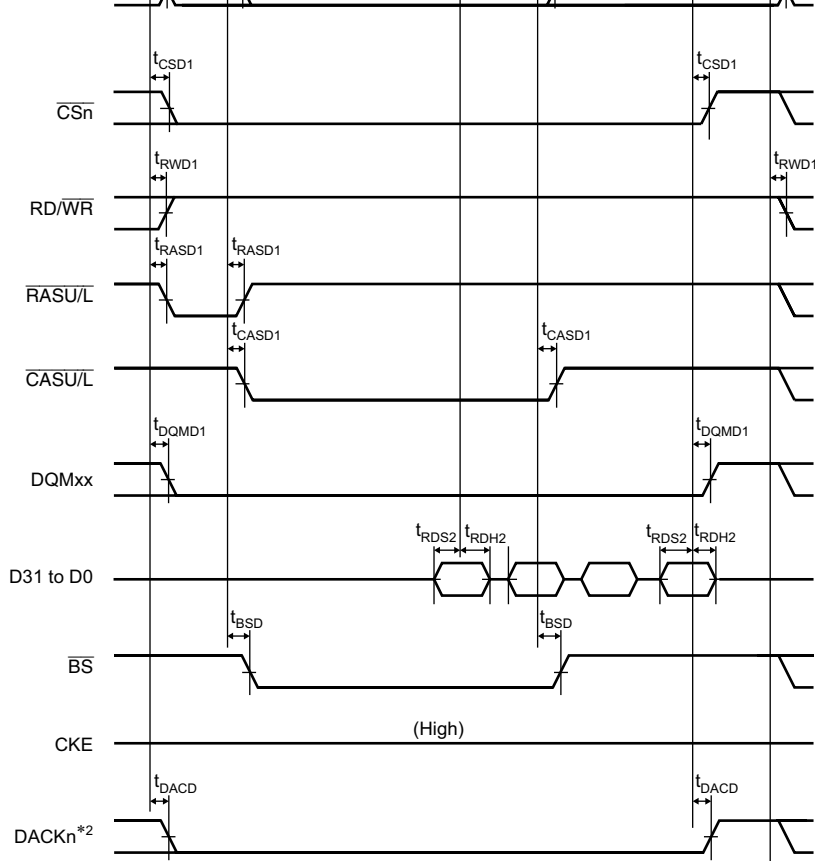 tCSD1 tCSD1
CSn
tRWD1 tRWD1
RD/WR
tRASD1 tRASD1
RASU/L
tCASD1 tCASD1
CASU/L
tDQMD1 tDQMD1
DQMxx
tRDS2 tRDH2 tRDS2 tRDH2
D31 to D0
tBSD tBSD
BS
(High)
CKE
tDACD tDACD
DACKn*2